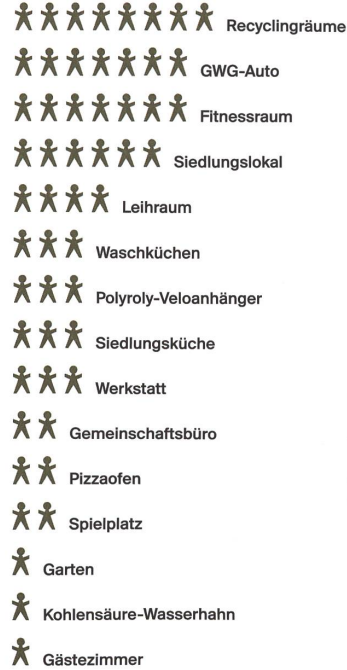 Recyclingräume
GWG-Auto
Fitnessraum
Siedlungslokal
Leihraum
Waschküchen
Polyroly-Veloanhänger
Siedlungsküche
Werkstatt
Gemeinschaftsbüro
Pizzaofen
Spielplatz
Garten
Kohlensäure-Wasserhahn
Gästezimmer